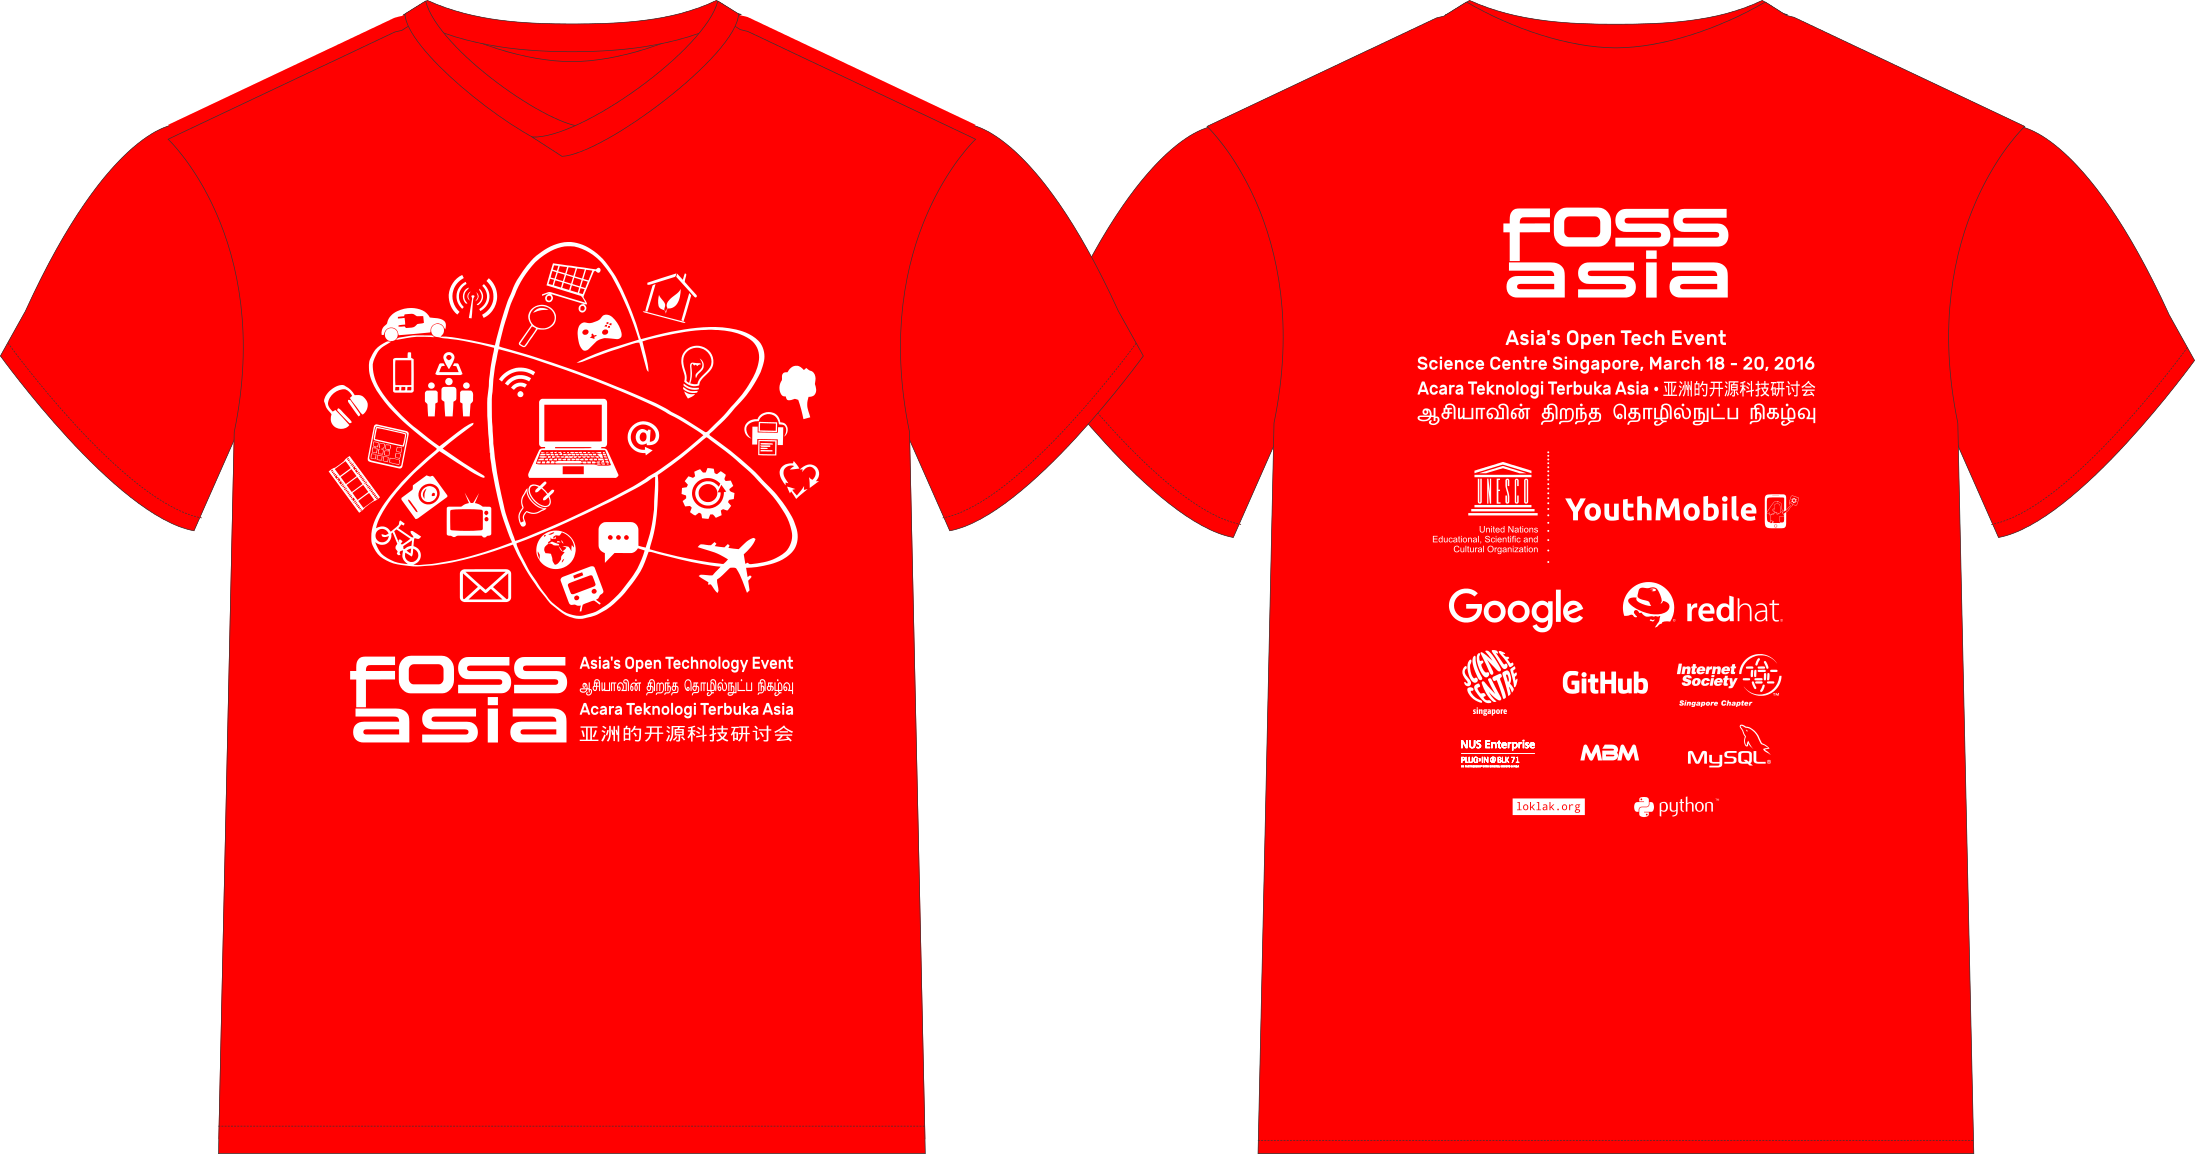 foss
asia
Asia's Open Technology Event
ஆசியாவின் திறந்த தொழில்நுட்ப நிகழ்வு
Acara Teknologi Terbuka Asia
亚洲的开源科技研讨会
@
foss
asia
Asia's Open Tech Event
Science Centre Singapore, March 18 - 20, 2016
Acara Teknologi Terbuka Asia • 亚洲的开源科技研讨会
ஆசியாவின் திறந்த தொழில்நுட்ப நிகழ்வு
UNESCO
United Nations
Educational, Scientific and
Cultural Organization
YouthMobile
Google
redhat.
SCIENCE
CENTRE
singapore
GitHub
Internet
Society
Singapore Chapter
NUS Enterprise
PLUG-IN@BLK 71
MBM
MySQL
loklak.org
python